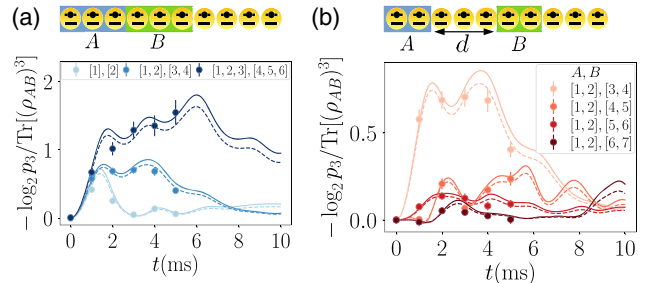 (a)
A B
[1], [2] [1, 2], [3, 4] [1, 2, 3], [4, 5, 6]
−log₂ p₃/Tr[(ρ_AB)³]
2
1
0
0 2 4 6 8 10
t(ms)
(b)
d
A, B
[1, 2], [3, 4]
[1, 2], [4, 5]
[1, 2], [5, 6]
[1, 2], [6, 7]
−log₂ p₃/Tr[(ρ_AB)³]
0.5
0.0
0 2 4 6 8 10
t(ms)
A B